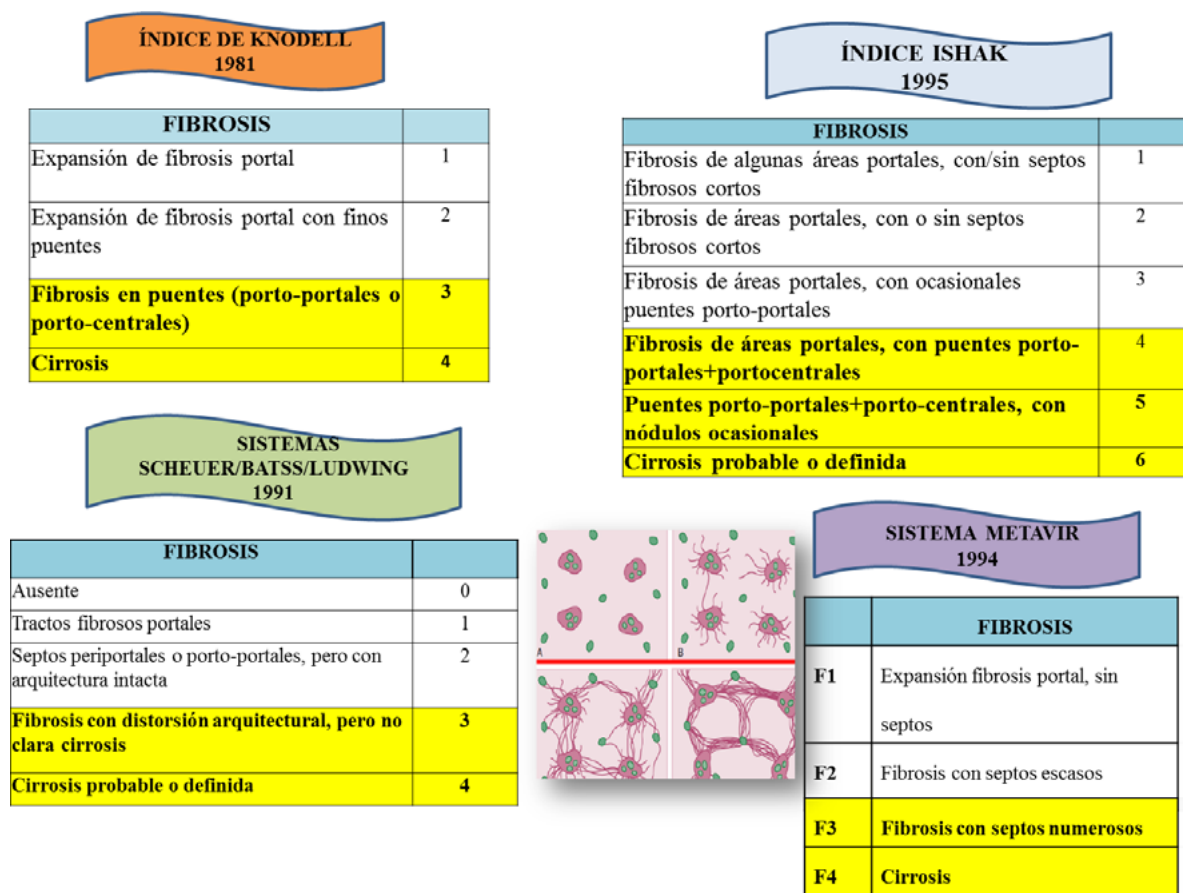 ÍNDICE DE KNODELL
1981
FIBROSIS
Expansión de fibrosis portal 1
Expansión de fibrosis portal con finos 2
puentes
Fibrosis en puentes (porto-portales o 3
porto-centrales)
Cirrosis 4
ÍNDICE ISHAK
1995
FIBROSIS
Fibrosis de algunas áreas portales, con/sin septos 1
fibrosos cortos
Fibrosis de áreas portales, con o sin septos 2
fibrosos cortos
Fibrosis de áreas portales, con ocasionales 3
puentes porto-portales
Fibrosis de áreas portales, con puentes porto- 4
portales+portocentrales
Puentes porto-portales+porto-centrales, con 5
nódulos ocasionales
Cirrosis probable o definida 6
SISTEMAS
SCHEUER/BATSS/LUDWING
1991
FIBROSIS
Ausente 0
Tractos fibrosos portales 1
Septos periportales o porto-portales, pero con 2
arquitectura intacta
Fibrosis con distorsión arquitectural, pero no 3
clara cirrosis
Cirrosis probable o definida 4
A B
SISTEMA METAVIR
1994
FIBROSIS
F1 Expansión fibrosis portal, sin
septos
F2 Fibrosis con septos escasos
F3 Fibrosis con septos numerosos
F4 Cirrosis